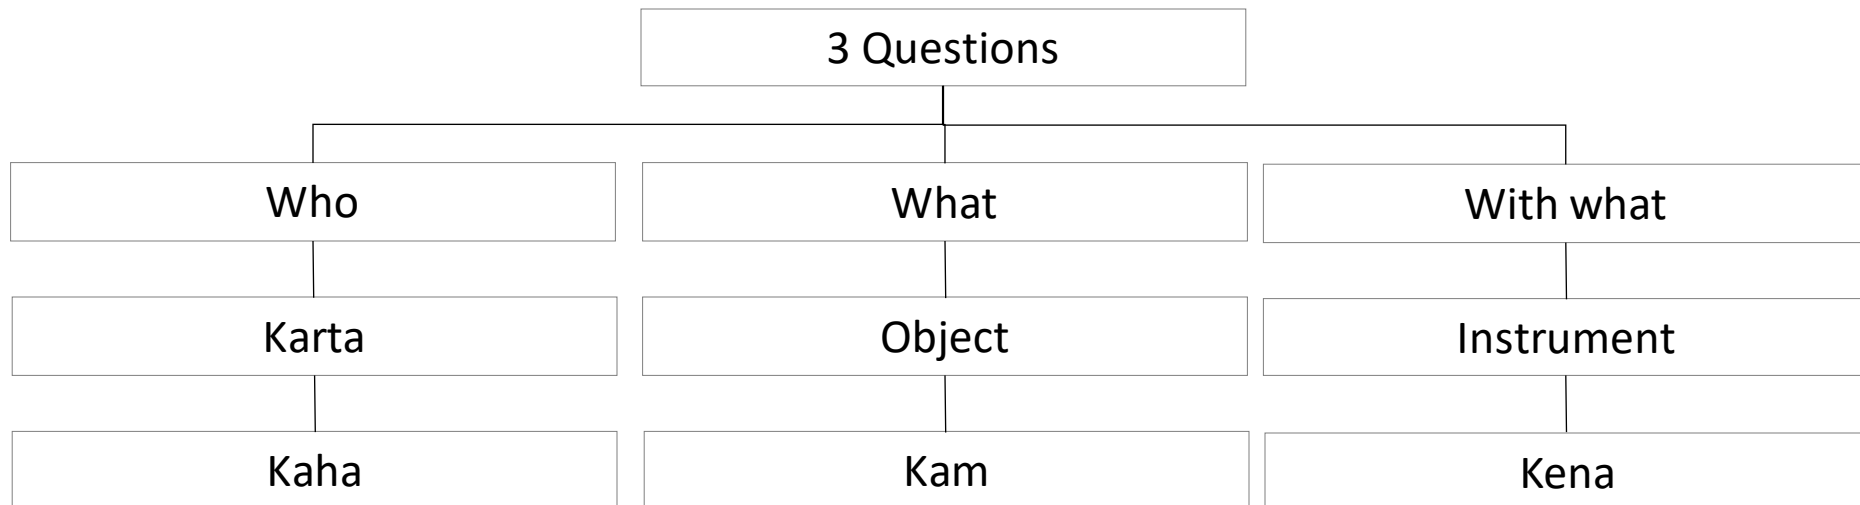 3 Questions
Who
What
With what
Karta
Object
Instrument
Kaha
Kam
Kena